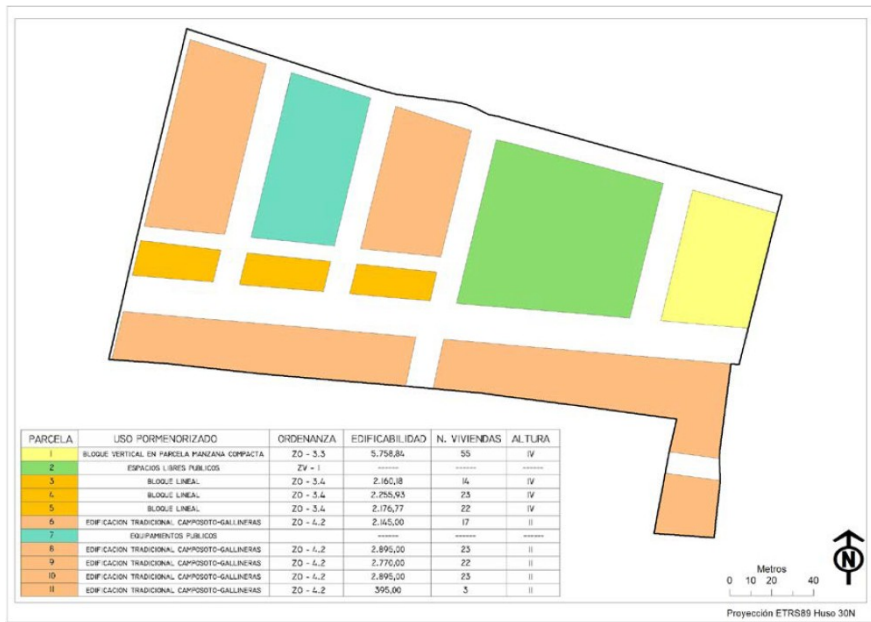 PARCELA USO PORMENORIZADO ORDENANZA EDIFICABILIDAD N. VIVIENDAS ALTURA
1 BLOQUE VERTICAL EN PARCELA MANZANA COMPACTA ZO - 3.3 5.758,84 55 IV
2 ESPACIOS LIBRES PUBLICOS ZV - 1 ------ ------ ------
3 BLOQUE LINEAL ZO - 3.4 2.160,18 14 IV
4 BLOQUE LINEAL ZO - 3.4 2.255,93 23 IV
5 BLOQUE LINEAL ZO - 3.4 2.176,77 22 IV
6 EDIFICACION TRADICIONAL CAMPOSOTO-GALLINERAS ZO - 4.2 2.145,00 17 II
7 EQUIPAMIENTOS PUBLICOS ------ ------ ------
8 EDIFICACION TRADICIONAL CAMPOSOTO-GALLINERAS ZO - 4.2 2.895,00 23 II
9 EDIFICACION TRADICIONAL CAMPOSOTO-GALLINERAS ZO - 4.2 2.770,00 22 II
10 EDIFICACION TRADICIONAL CAMPOSOTO-GALLINERAS ZO - 4.2 2.895,00 23 II
11 EDIFICACION TRADICIONAL CAMPOSOTO-GALLINERAS ZO - 4.2 395,00 3 II
N
Metros
0 10 20 40
Proyección ETRS89 Huso 30N